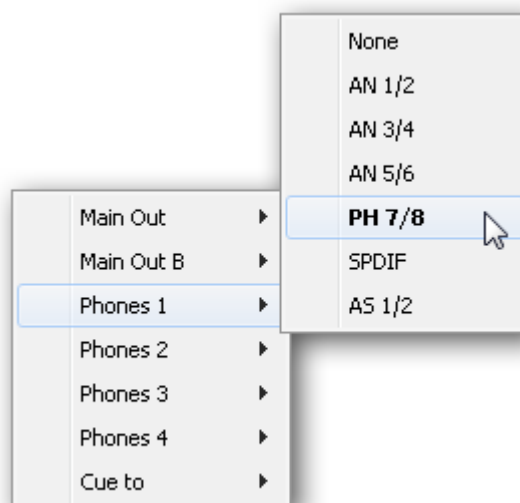 None
AN 1/2
AN 3/4
AN 5/6
PH 7/8
SPDIF
AS 1/2
Main Out
Main Out B
Phones 1
Phones 2
Phones 3
Phones 4
Cue to